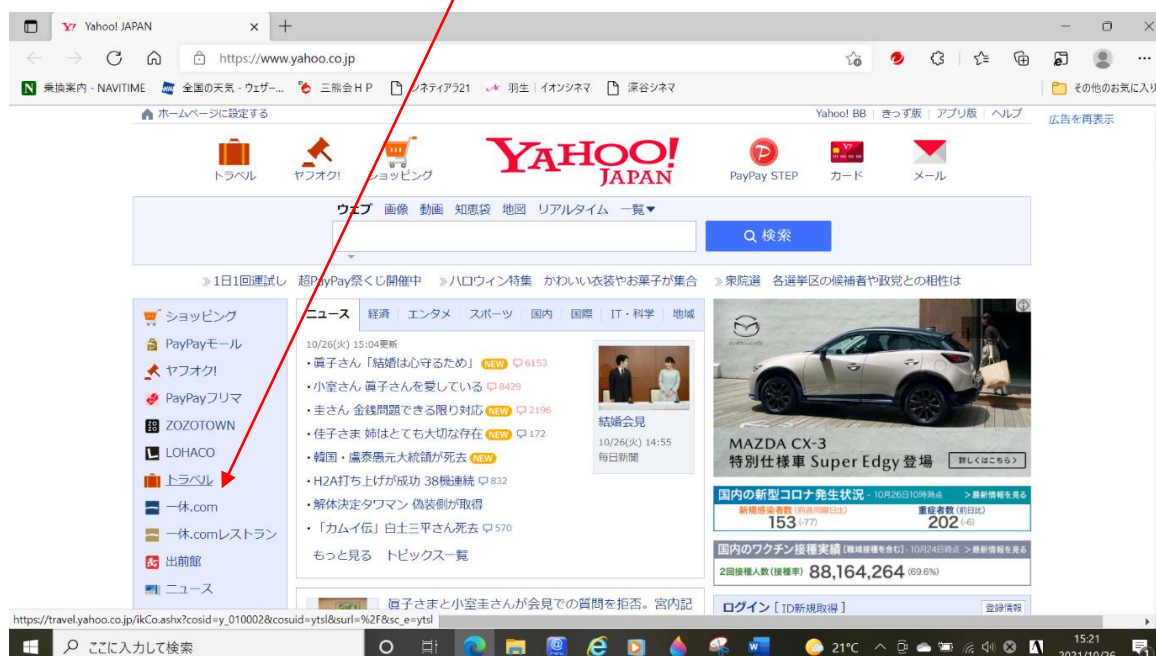 Yahoo! JAPAN
https://www.yahoo.co.jp
乗換案内 - NAVITIME 全国の天気 - ウェザー... 三熊会HP シネティアラ21 羽生｜イオンシネマ 深谷シネマ その他のお気に入り
ホームページに設定する Yahoo! BB きっず版 アプリ版 ヘルプ 広告を再表示
トラベル ヤフオク! ショッピング YAHOO! JAPAN PayPay STEP カード メール
ウェブ 画像 動画 知恵袋 地図 リアルタイム 一覧▼
検索
1日1回運試し 超PayPay祭くじ開催中 ハロウィン特集 かわいい衣装やお菓子が集合 衆院選 各選挙区の候補者や政党との相性は
ショッピング
PayPayモール
ヤフオク!
PayPayフリマ
ZOZOTOWN
LOHACO
トラベル
一休.com
一休.comレストラン
出前館
ニュース
ニュース 経済 エンタメ スポーツ 国内 国際 IT・科学 地域
10/26(火) 15:04更新
・眞子さん「結婚は心守るため」 NEW 6153
・小室さん 眞子さんを愛している 8429
・圭さん 金銭問題できる限り対応 NEW 2196
・佳子さま 姉はとても大切な存在 NEW 172
・韓国・盧泰愚元大統領が死去 NEW
・H2A打ち上げが成功 38機連続 832
・解体決定タワマン 偽装側が取得
・「カムイ伝」白土三平さん死去 570
もっと見る トピックス一覧
結婚会見
10/26(火) 14:55
毎日新聞
眞子さまと小室圭さんが会見での質問を拒否。宮内記
MAZDA CX-3
特別仕様車 Super Edgy 登場 詳しくはこちら
国内の新型コロナ発生状況 - 10月26日10時時点 >最新情報を見る
新規感染者数 (前週同曜日比) 重症者数 (前日比)
153 (-77) 202 (-6)
国内のワクチン接種実績 [職域接種を含む] - 10月24日時点 >最新情報を見る
2回接種人数 (接種率) 88,164,264 (69.6%)
ログイン [ ID新規取得 ] 登録情報
https://travel.yahoo.co.jp/ikCo.ashx?cosid=y_010002&cosuid=ytsl&surl=%2F&sc_e=ytsl
ここに入力して検索 21°C 15:21
2021/10/26